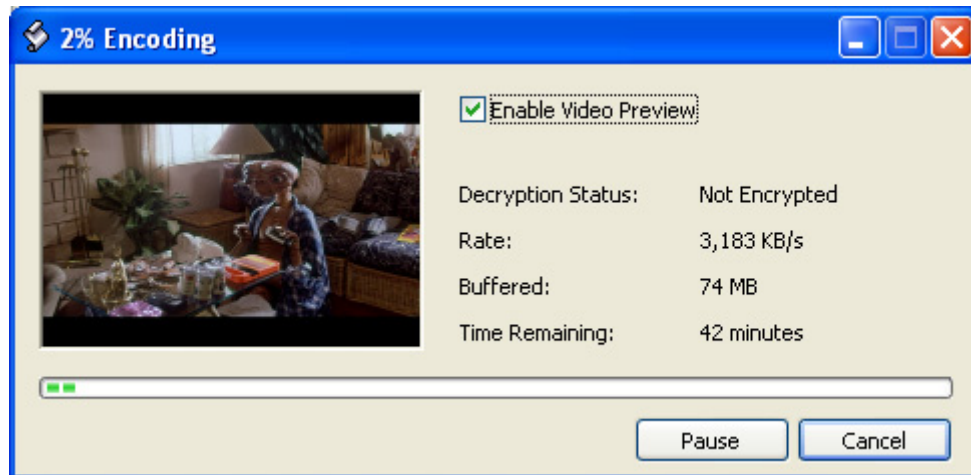 2% Encoding
Enable Video Preview
Decryption Status: Not Encrypted
Rate: 3,183 KB/s
Buffered: 74 MB
Time Remaining: 42 minutes
Pause Cancel